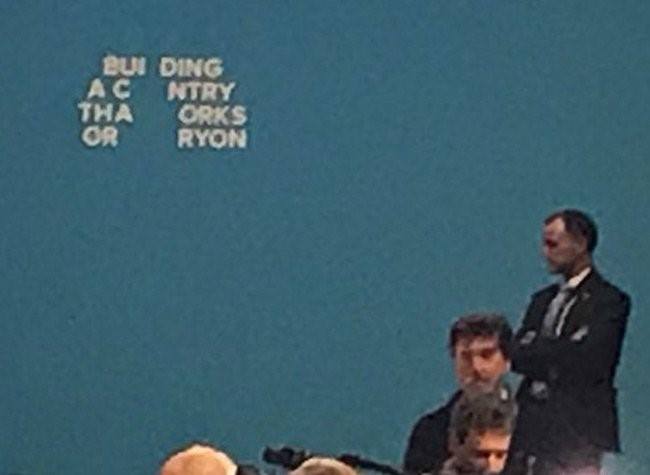 BUI DING
A C NTRY
THA ORKS
OR RYON